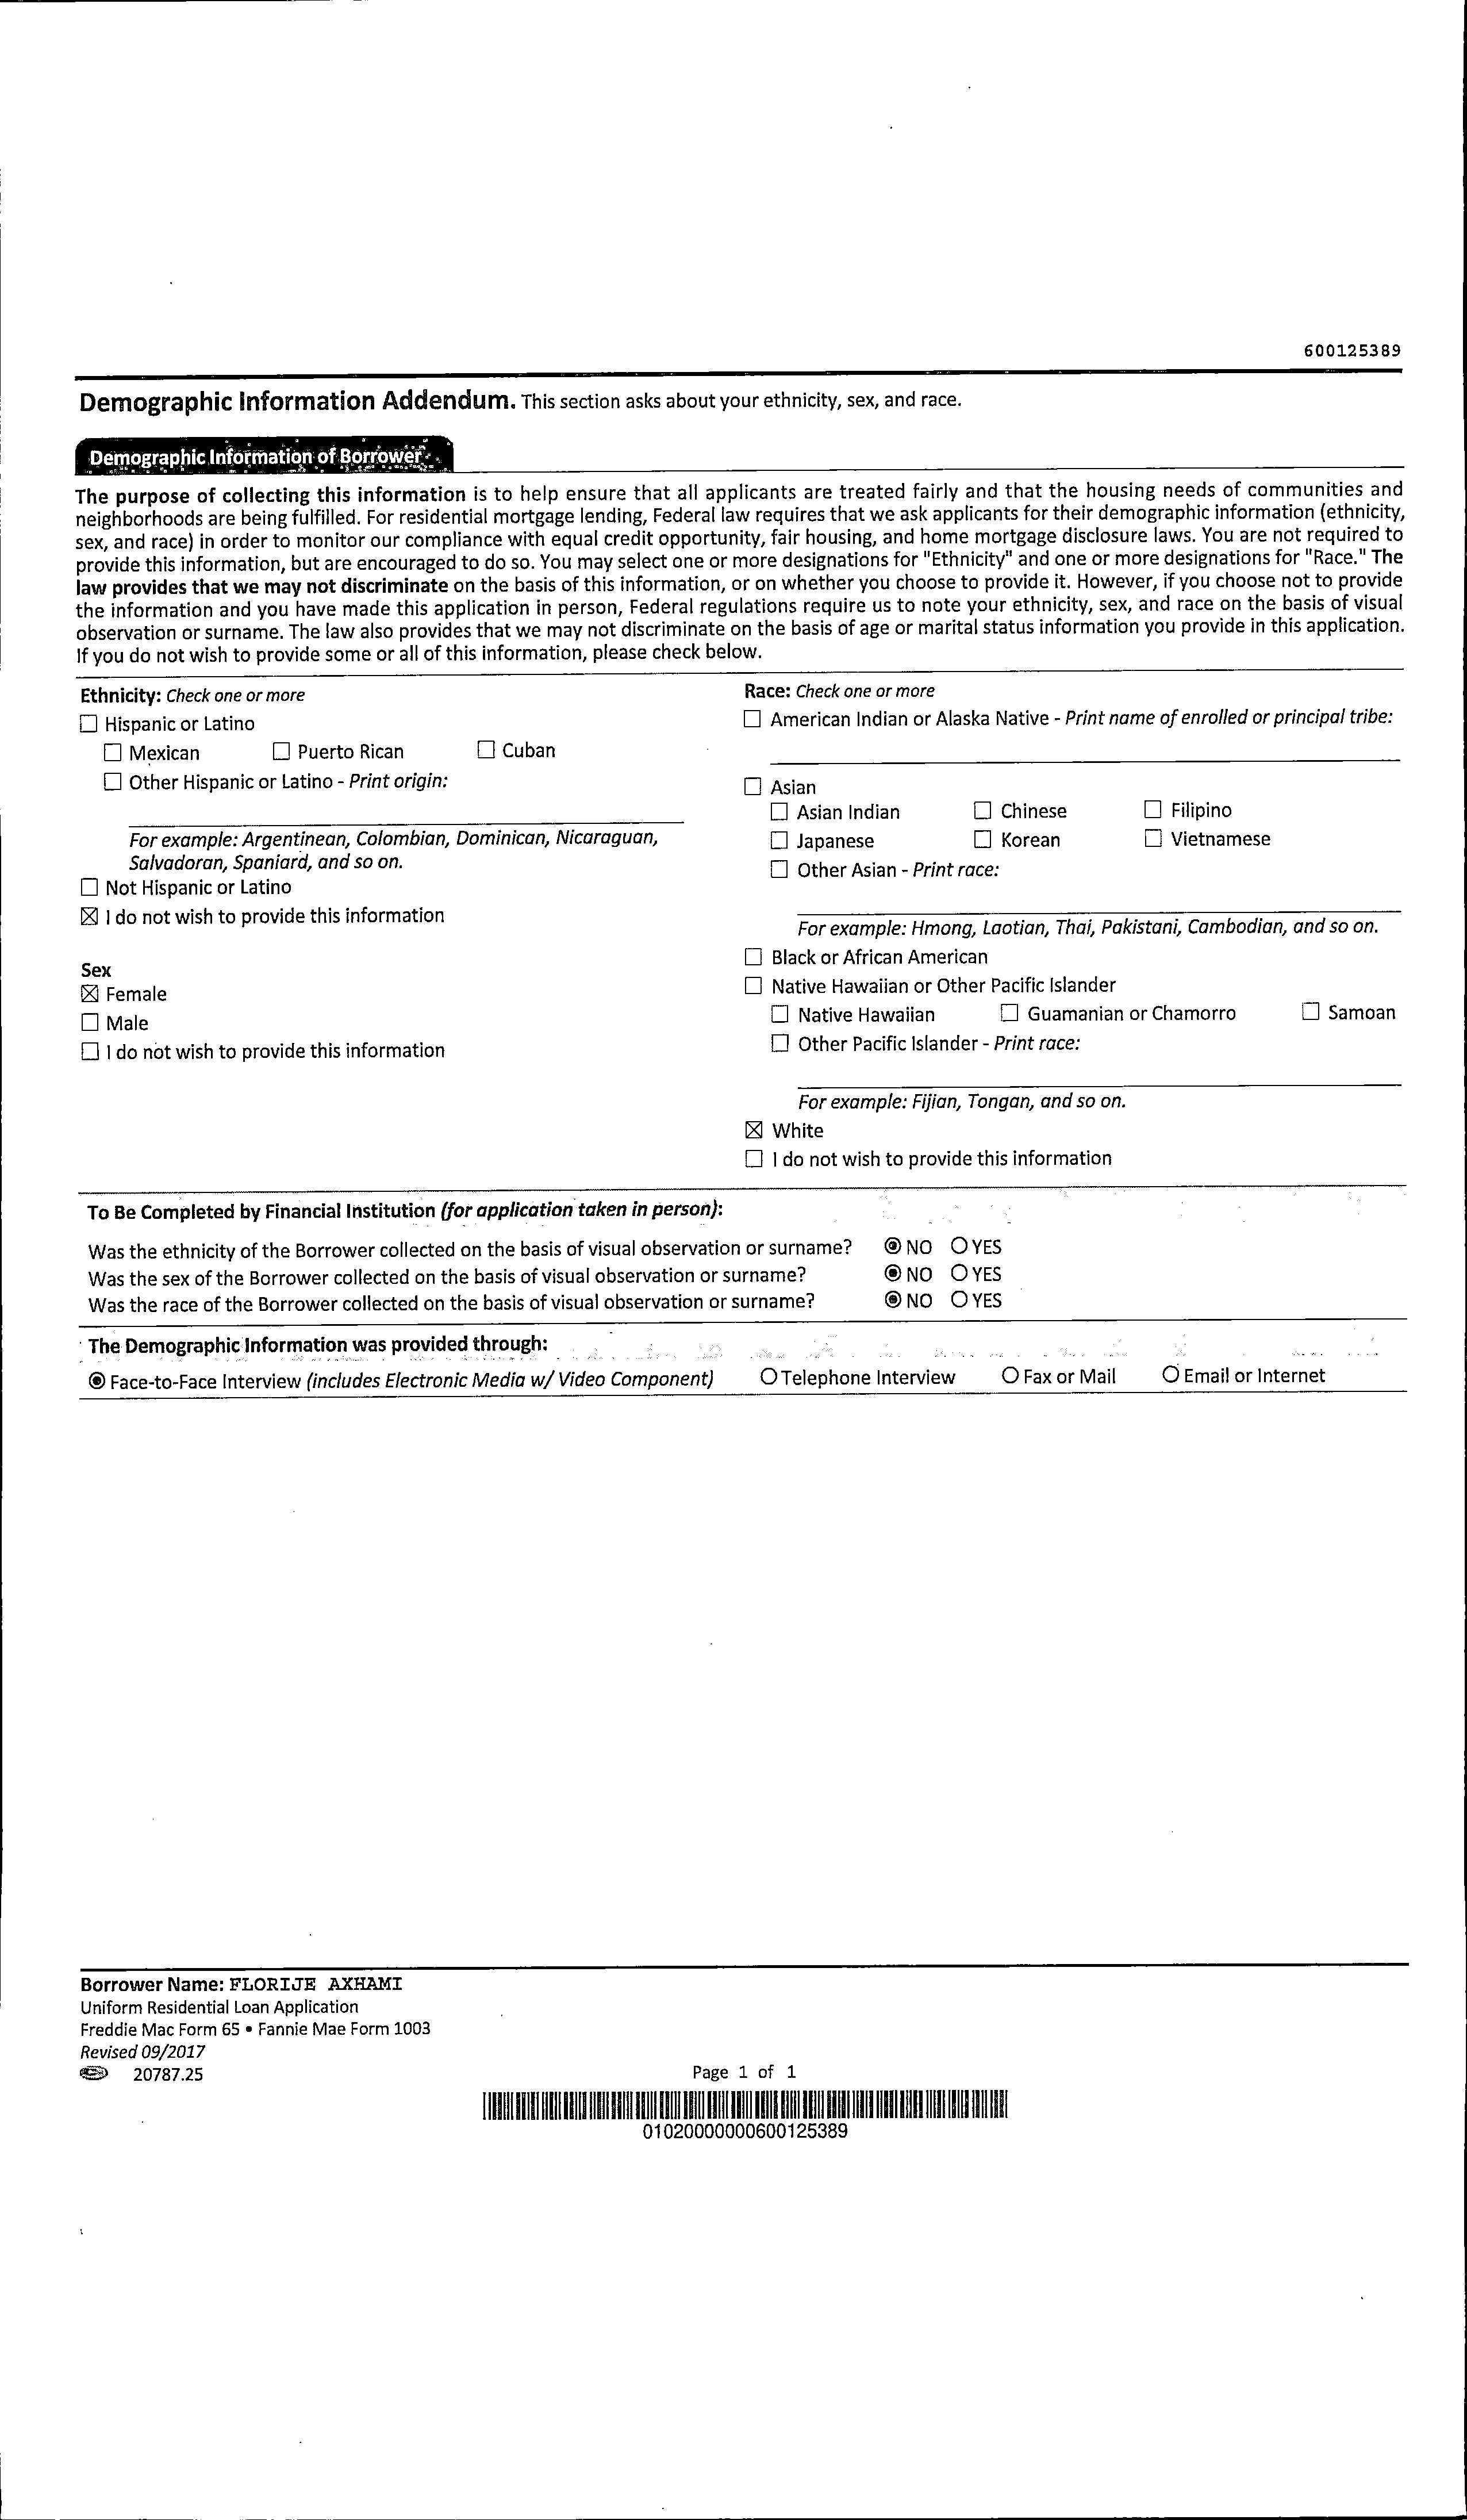 600125389
Demographic Information Addendum. This section asks about your ethnicity, sex, and race.
Demographic Information of Borrower
The purpose of collecting this information is to help ensure that all applicants are treated fairly and that the housing needs of communities and
neighborhoods are being fulfilled. For residential mortgage lending, Federal law requires that we ask applicants for their demographic information (ethnicity,
sex, and race) in order to monitor our compliance with equal credit opportunity, fair housing, and home mortgage disclosure laws. You are not required to
provide this information, but are encouraged to do so. You may select one or more designations for "Ethnicity" and one or more designations for "Race." The
law provides that we may not discriminate on the basis of this information, or on whether you choose to provide it. However, if you choose not to provide
the information and you have made this application in person, Federal regulations require us to note your ethnicity, sex, and race on the basis of visual
observation or surname. The law also provides that we may not discriminate on the basis of age or marital status information you provide in this application.
If you do not wish to provide some or all of this information, please check below.
Ethnicity: Check one or more
☐ Hispanic or Latino
☐ Mexican ☐ Puerto Rican ☐ Cuban
☐ Other Hispanic or Latino - Print origin:
For example: Argentinean, Colombian, Dominican, Nicaraguan,
Salvadoran, Spaniard, and so on.
☐ Not Hispanic or Latino
☒ I do not wish to provide this information
Sex
☒ Female
☐ Male
☐ I do not wish to provide this information
Race: Check one or more
☐ American Indian or Alaska Native - Print name of enrolled or principal tribe:
☐ Asian
☐ Asian Indian ☐ Chinese ☐ Filipino
☐ Japanese ☐ Korean ☐ Vietnamese
☐ Other Asian - Print race:
For example: Hmong, Laotian, Thai, Pakistani, Cambodian, and so on.
☐ Black or African American
☐ Native Hawaiian or Other Pacific Islander
☐ Native Hawaiian ☐ Guamanian or Chamorro ☐ Samoan
☐ Other Pacific Islander - Print race:
For example: Fijian, Tongan, and so on.
☒ White
☐ I do not wish to provide this information
To Be Completed by Financial Institution (for application taken in person):
Was the ethnicity of the Borrower collected on the basis of visual observation or surname? ◉ NO ○ YES
Was the sex of the Borrower collected on the basis of visual observation or surname? ◉ NO ○ YES
Was the race of the Borrower collected on the basis of visual observation or surname? ◉ NO ○ YES
The Demographic Information was provided through:
◉ Face-to-Face Interview (includes Electronic Media w/ Video Component) ○ Telephone Interview ○ Fax or Mail ○ Email or Internet
Borrower Name: FLORIJE AXHAMI
Uniform Residential Loan Application
Freddie Mac Form 65 • Fannie Mae Form 1003
Revised 09/2017
20787.25
Page 1 of 1
01020000000600125389